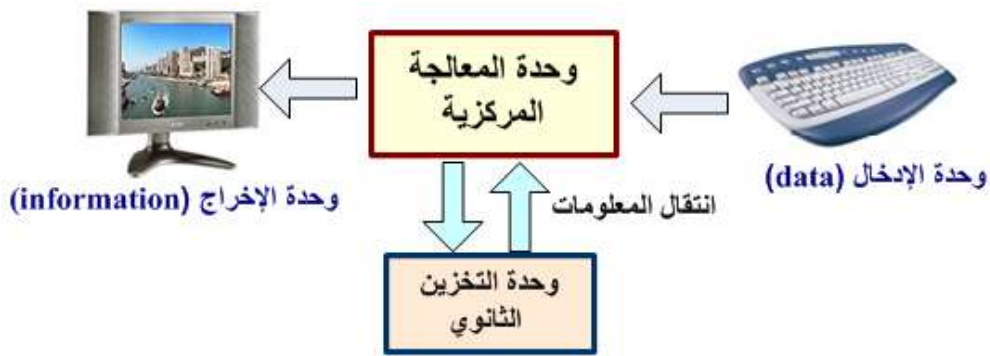 وحدة المعالجة
المركزية
وحدة الإدخال (data)
وحدة الإخراج (information)
انتقال المعلومات
وحدة التخزين
الثانوي